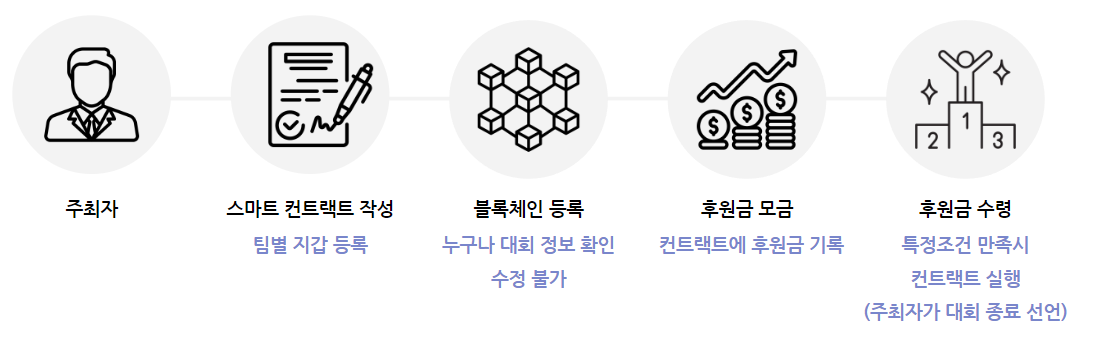 $
$
$
2
1
3
주최자
스마트 컨트랙트 작성
팀별 지갑 등록
블록체인 등록
누구나 대회 정보 확인
수정 불가
후원금 모금
컨트랙트에 후원금 기록
후원금 수령
특정조건 만족시
컨트랙트 실행
(주최자가 대회 종료 선언)